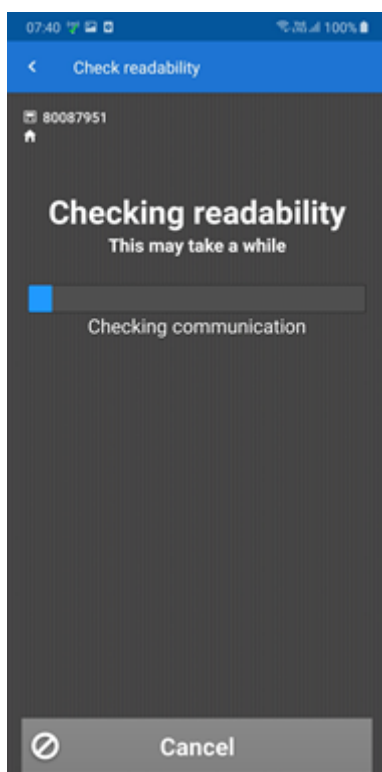 07:40 100%
Check readability
80087951
Checking readability
This may take a while
Checking communication
Cancel